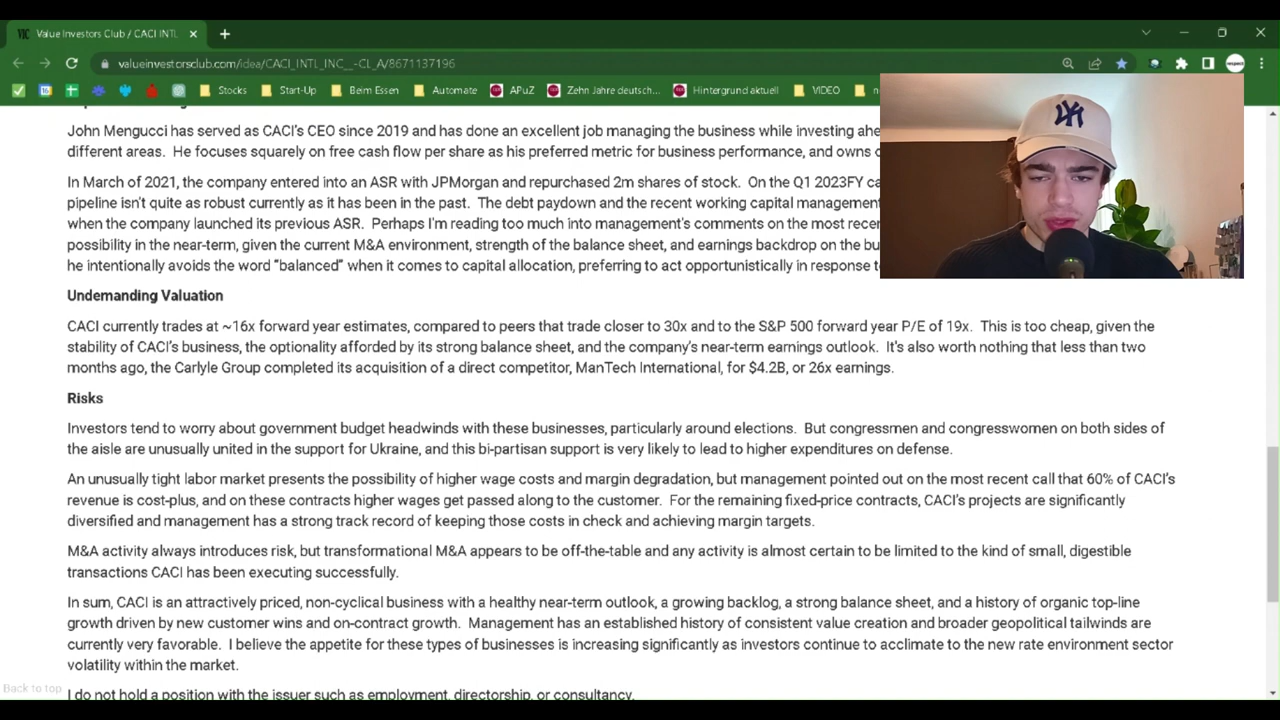 Value Investors Club / CACI INTL
valueinvestorsclub.com/idea/CACI_INTL_INC__-CL_A/8671137196
Stocks
Start-Up
Beim Essen
Automate
APuZ
Zehn Jahre deutsch...
Hintergrund aktuell
VIDEO
John Mengucci has served as CACI's CEO since 2019 and has done an excellent job managing the business while investing
different areas. He focuses squarely on free cash flow per share as his preferred metric for business performance, and owns
In March of 2021, the company entered into an ASR with JPMorgan and repurchased 2m shares of stock. On the Q1 2023FY
pipeline isn't quite as robust currently as it has been in the past. The debt paydown and the recent working capital management
when the company launched its previous ASR. Perhaps I'm reading too much into management's comments on the most
possibility in the near-term, given the current M&A environment, strength of the balance sheet, and earnings backdrop on the
he intentionally avoids the word "balanced" when it comes to capital allocation, preferring to act opportunistically in response
Undemanding Valuation
CACI currently trades at ~16x forward year estimates, compared to peers that trade closer to 30x and to the S&P 500 forward year P/E of 19x. This is too cheap, given the
stability of CACI's business, the optionality afforded by its strong balance sheet, and the company's near-term earnings outlook. It's also worth nothing that less than two
months ago, the Carlyle Group completed its acquisition of a direct competitor, ManTech International, for $4.2B, or 26x earnings.
Risks
Investors tend to worry about government budget headwinds with these businesses, particularly around elections. But congressmen and congresswomen on both sides of
the aisle are unusually united in the support for Ukraine, and this bi-partisan support is very likely to lead to higher expenditures on defense.
An unusually tight labor market presents the possibility of higher wage costs and margin degradation, but management pointed out on the most recent call that 60% of CACI's
revenue is cost-plus, and on these contracts higher wages get passed along to the customer. For the remaining fixed-price contracts, CACI's projects are significantly
diversified and management has a strong track record of keeping those costs in check and achieving margin targets.
M&A activity always introduces risk, but transformational M&A appears to be off-the-table and any activity is almost certain to be limited to the kind of small, digestible
transactions CACI has been executing successfully.
In sum, CACI is an attractively priced, non-cyclical business with a healthy near-term outlook, a growing backlog, a strong balance sheet, and a history of organic top-line
growth driven by new customer wins and on-contract growth. Management has an established history of consistent value creation and broader geopolitical tailwinds are
currently very favorable. I believe the appetite for these types of businesses is increasing significantly as investors continue to acclimate to the new rate environment sector
volatility within the market.
Back to top
I do not hold a position with the issuer such as employment, directorship, or consultancy.